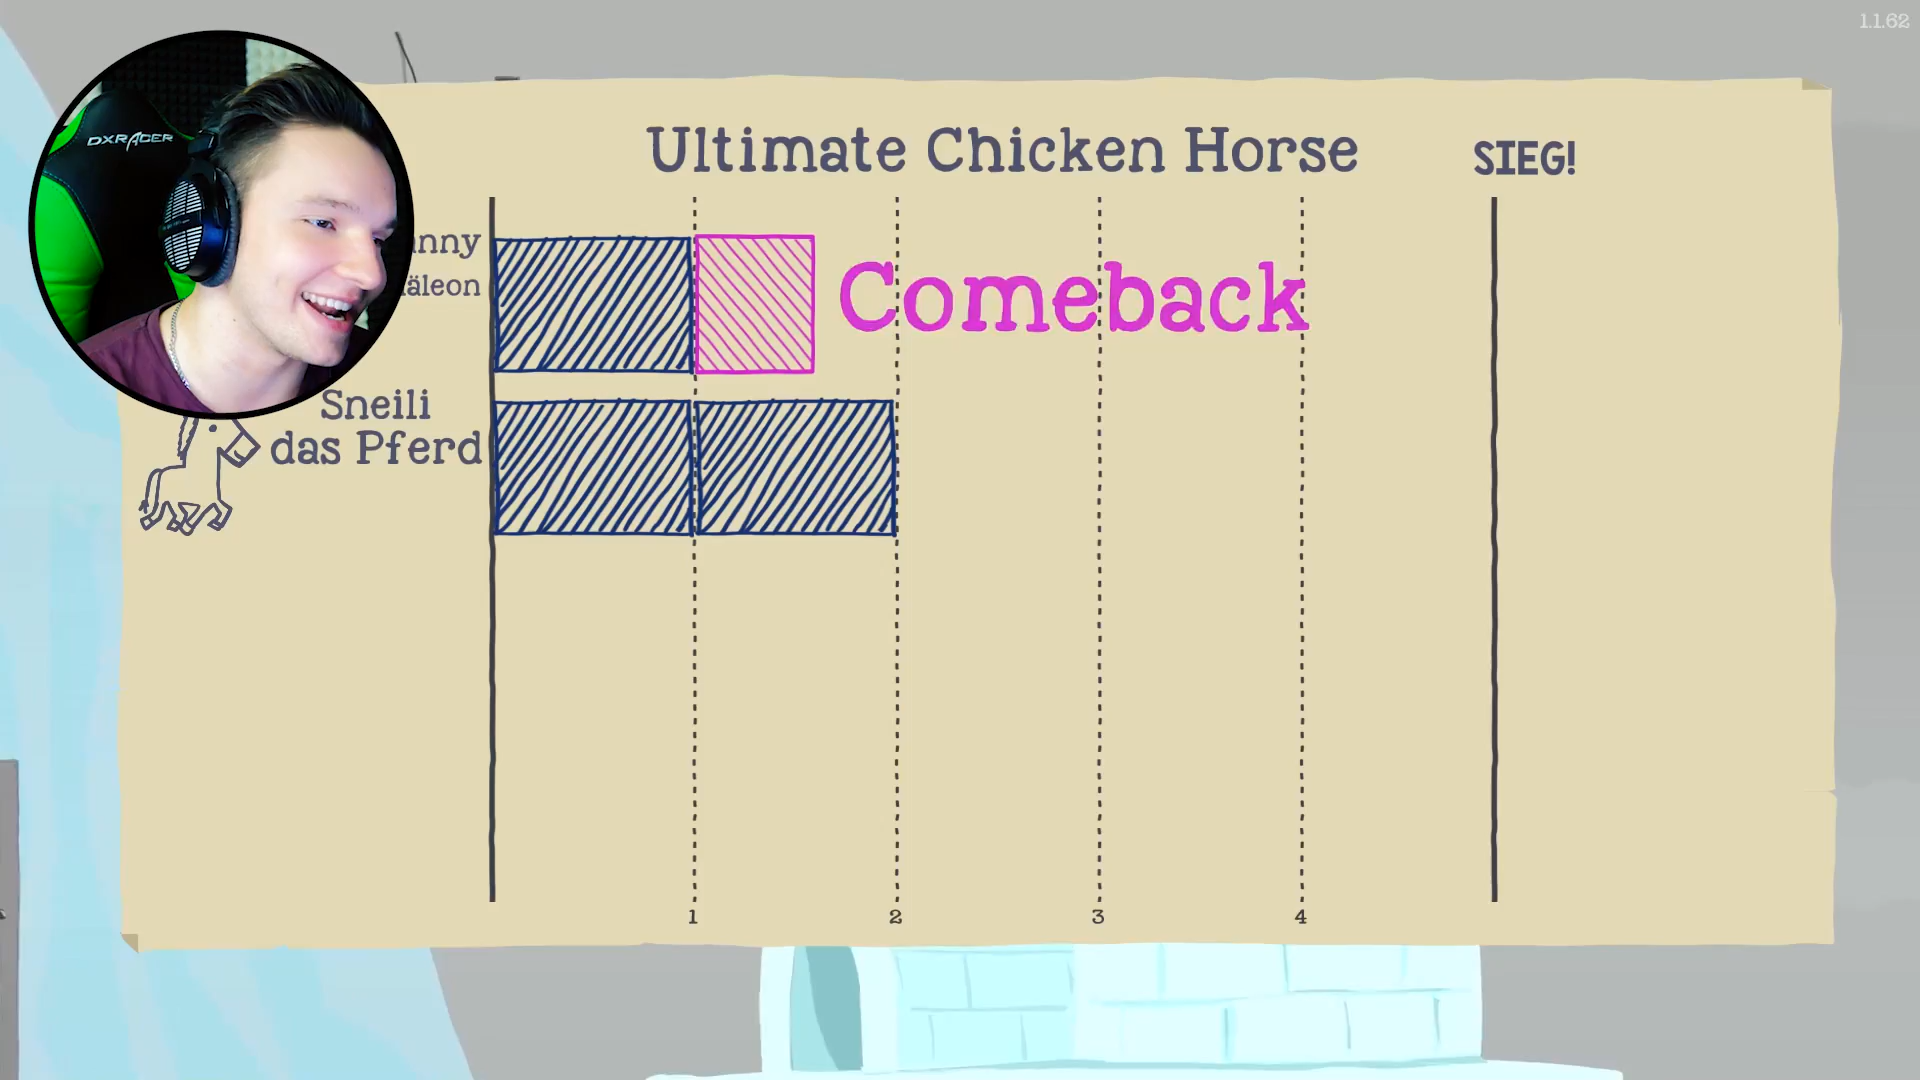 1.1.62
DXRACER
Ultimate Chicken Horse
SIEG!
Comeback
Sneili
das Pferd
1 2 3 4